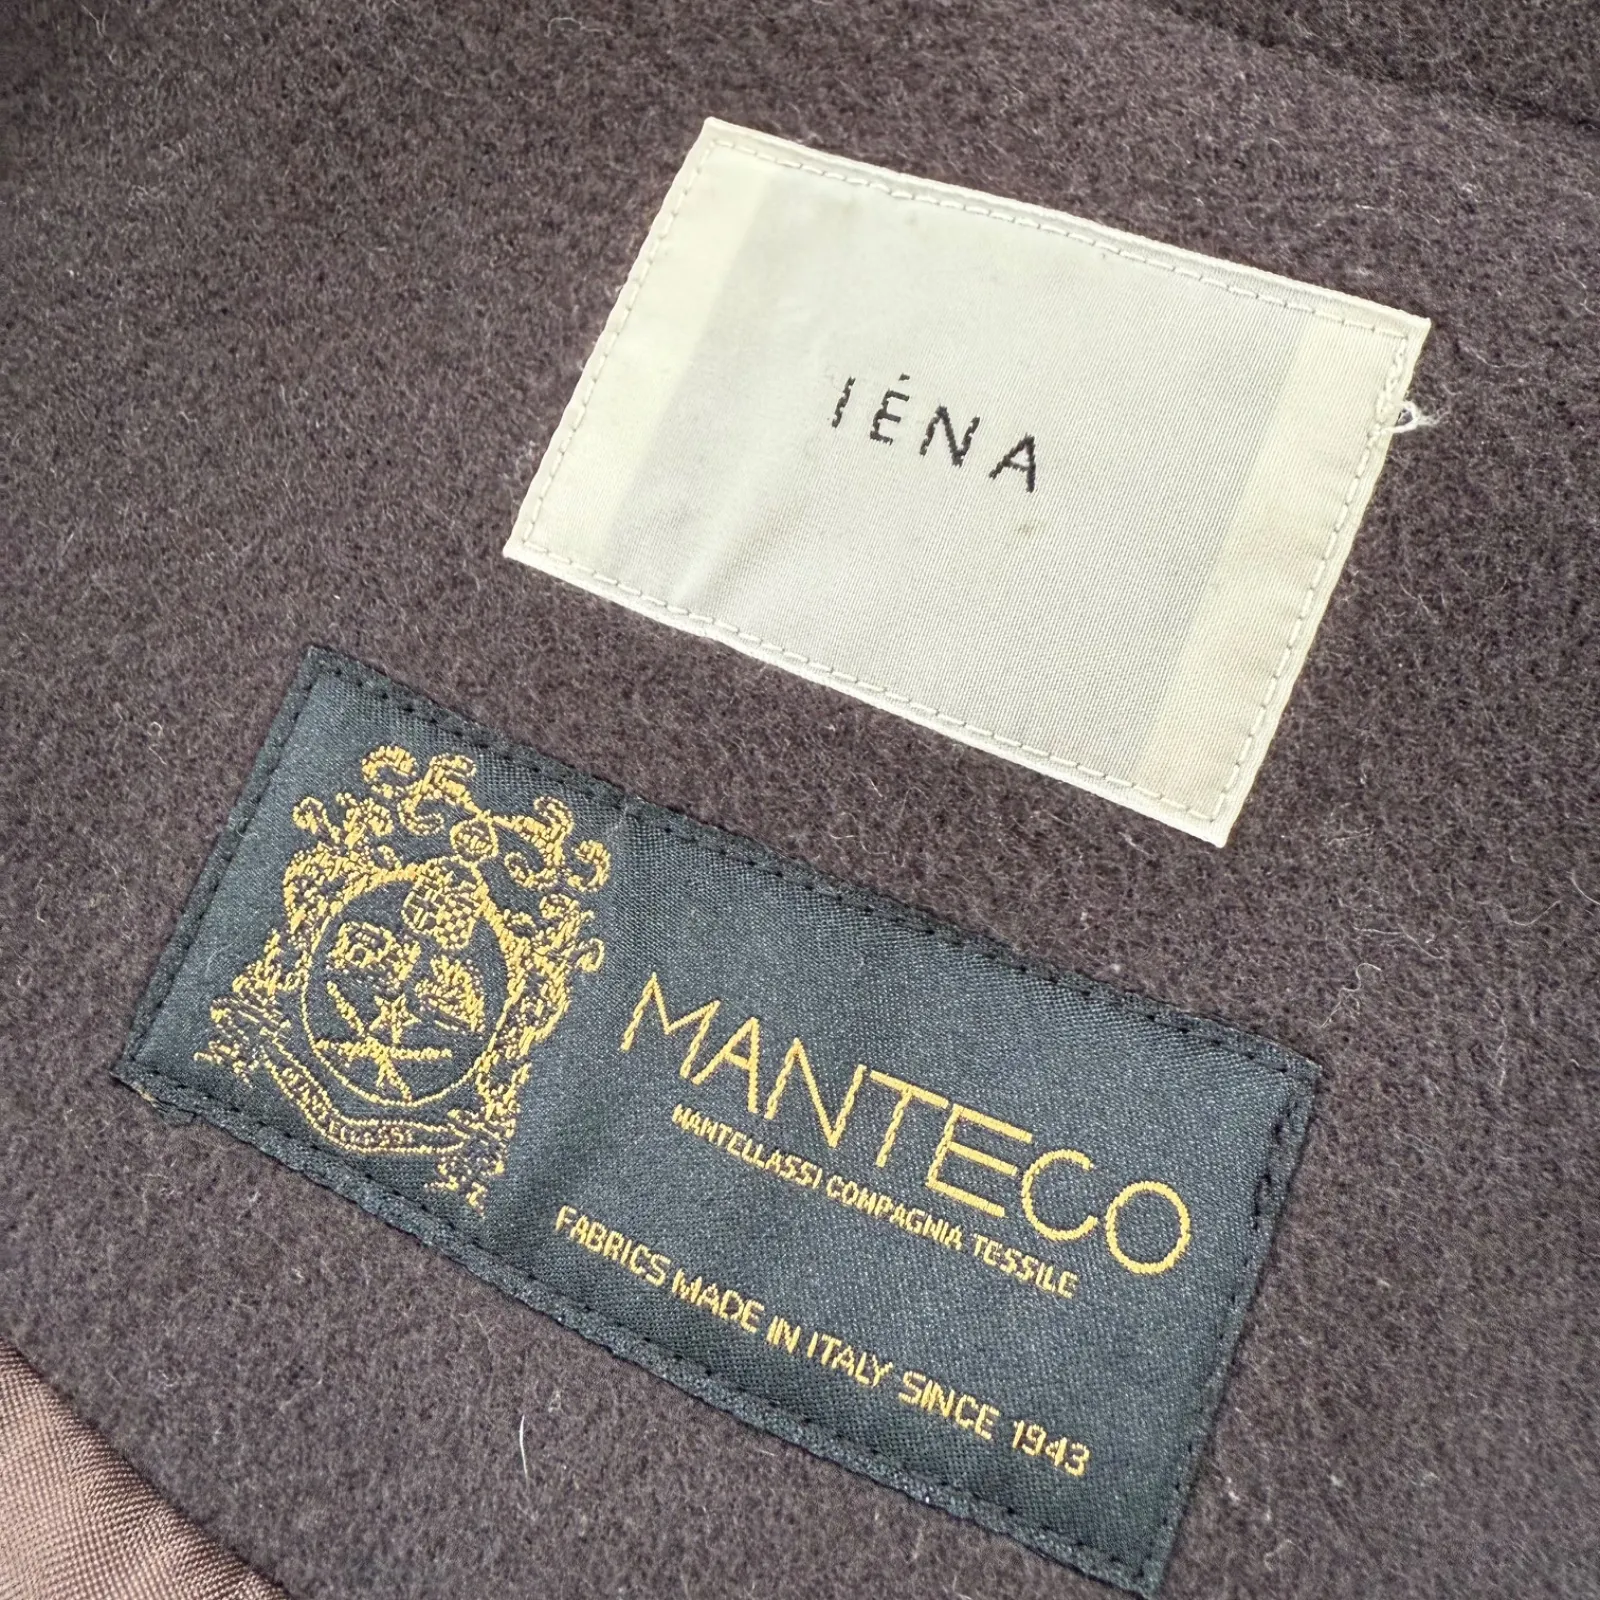 IÉNA
MANTECO
MANTELLASSI COMPAGNIA TESSILE
FABRICS MADE IN ITALY SINCE 1943